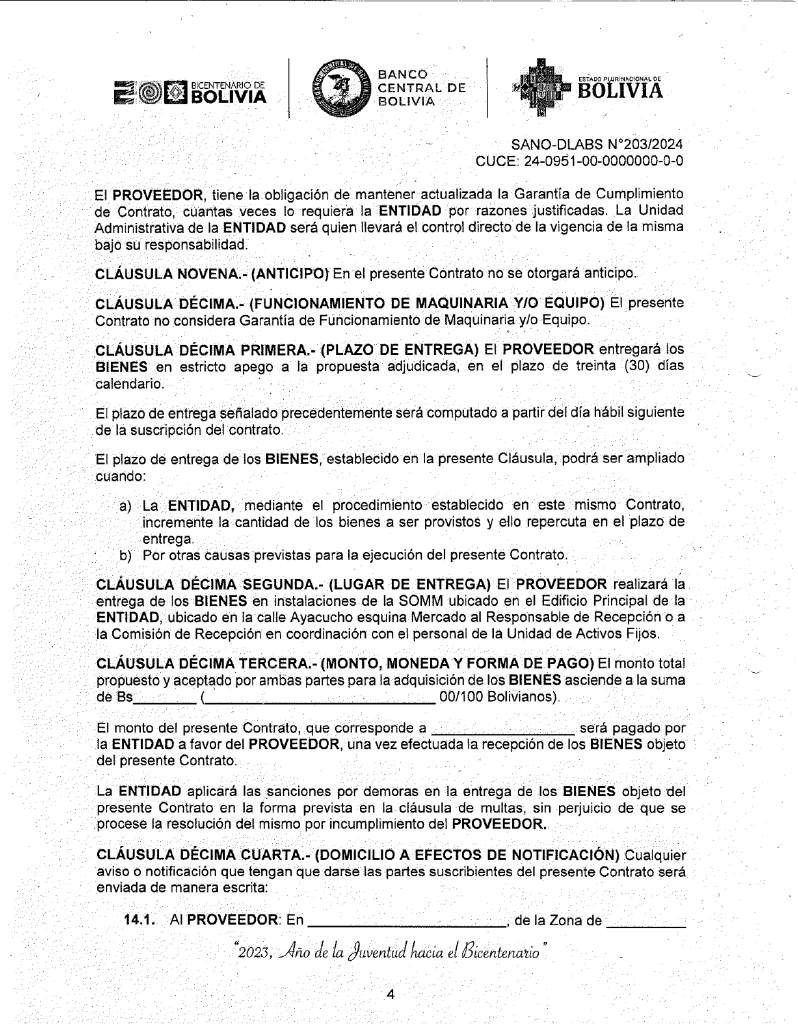 BICENTENARIO DE
BOLIVIA
BANCO
CENTRAL DE
BOLIVIA
ESTADO PLURINACIONAL DE
BOLIVIA
SANO-DLABS N°203/2024
CUCE: 24-0951-00-0000000-0-0
El PROVEEDOR, tiene la obligación de mantener actualizada la Garantía de Cumplimiento
de Contrato, cuantas veces lo requiera la ENTIDAD por razones justificadas. La Unidad
Administrativa de la ENTIDAD será quien llevará el control directo de la vigencia de la misma
bajo su responsabilidad.
CLÁUSULA NOVENA.- (ANTICIPO) En el presente Contrato no se otorgará anticipo.
CLÁUSULA DÉCIMA.- (FUNCIONAMIENTO DE MAQUINARIA Y/O EQUIPO) El presente
Contrato no considera Garantía de Funcionamiento de Maquinaria y/o Equipo.
CLÁUSULA DÉCIMA PRIMERA.- (PLAZO DE ENTREGA) El PROVEEDOR entregará los
BIENES en estricto apego a la propuesta adjudicada, en el plazo de treinta (30) días
calendario.
El plazo de entrega señalado precedentemente será computado a partir del día hábil siguiente
de la suscripción del contrato.
El plazo de entrega de los BIENES, establecido en la presente Cláusula, podrá ser ampliado
cuando:
a) La ENTIDAD, mediante el procedimiento establecido en este mismo Contrato,
incremente la cantidad de los bienes a ser provistos y ello repercuta en el plazo de
entrega.
b) Por otras causas previstas para la ejecución del presente Contrato.
CLÁUSULA DÉCIMA SEGUNDA.- (LUGAR DE ENTREGA) El PROVEEDOR realizará la
entrega de los BIENES en instalaciones de la SOMM ubicado en el Edificio Principal de la
ENTIDAD, ubicado en la calle Ayacucho esquina Mercado al Responsable de Recepción o a
la Comisión de Recepción en coordinación con el personal de la Unidad de Activos Fijos.
CLÁUSULA DÉCIMA TERCERA.- (MONTO, MONEDA Y FORMA DE PAGO) El monto total
propuesto y aceptado por ambas partes para la adquisición de los BIENES asciende a la suma
de Bs________ (____________________________ 00/100 Bolivianos).
El monto del presente Contrato, que corresponde a _________________ será pagado por
la ENTIDAD a favor del PROVEEDOR, una vez efectuada la recepción de los BIENES objeto
del presente Contrato.
La ENTIDAD aplicará las sanciones por demoras en la entrega de los BIENES objeto del
presente Contrato en la forma prevista en la cláusula de multas, sin perjuicio de que se
procese la resolución del mismo por incumplimiento del PROVEEDOR.
CLÁUSULA DÉCIMA CUARTA.- (DOMICILIO A EFECTOS DE NOTIFICACIÓN) Cualquier
aviso o notificación que tengan que darse las partes suscribientes del presente Contrato será
enviada de manera escrita:
14.1. Al PROVEEDOR: En ________________________, de la Zona de __________
"2023, Año de la Juventud hacia el Bicentenario"
4